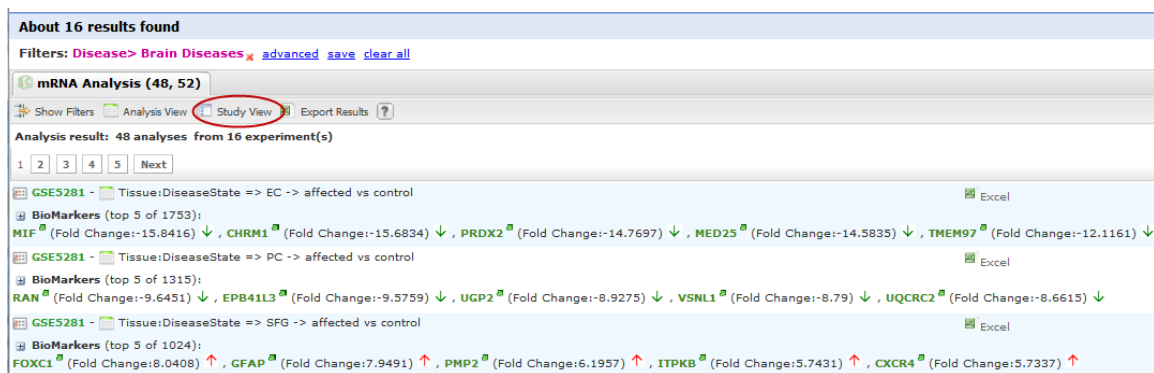 About 16 results found
Filters: Disease> Brain Diseases advanced save clear all
mRNA Analysis (48, 52)
Show Filters Analysis View Study View Export Results ?
Analysis result: 48 analyses from 16 experiment(s)
1 2 3 4 5 Next
GSE5281 - Tissue:DiseaseState => EC -> affected vs control Excel
BioMarkers (top 5 of 1753):
MIF (Fold Change:-15.8416) ↓ , CHRM1 (Fold Change:-15.6834) ↓ , PRDX2 (Fold Change:-14.7697) ↓ , MED25 (Fold Change:-14.5835) ↓ , TMEM97 (Fold Change:-12.1161) ↓
GSE5281 - Tissue:DiseaseState => PC -> affected vs control Excel
BioMarkers (top 5 of 1315):
RAN (Fold Change:-9.6451) ↓ , EPB41L3 (Fold Change:-9.5759) ↓ , UGP2 (Fold Change:-8.9275) ↓ , VSNL1 (Fold Change:-8.79) ↓ , UQCRC2 (Fold Change:-8.6615) ↓
GSE5281 - Tissue:DiseaseState => SFG -> affected vs control Excel
BioMarkers (top 5 of 1024):
FOXC1 (Fold Change:8.0408) ↑ , GFAP (Fold Change:7.9491) ↑ , PMP2 (Fold Change:6.1957) ↑ , ITPKB (Fold Change:5.7431) ↑ , CXCR4 (Fold Change:5.7337) ↑